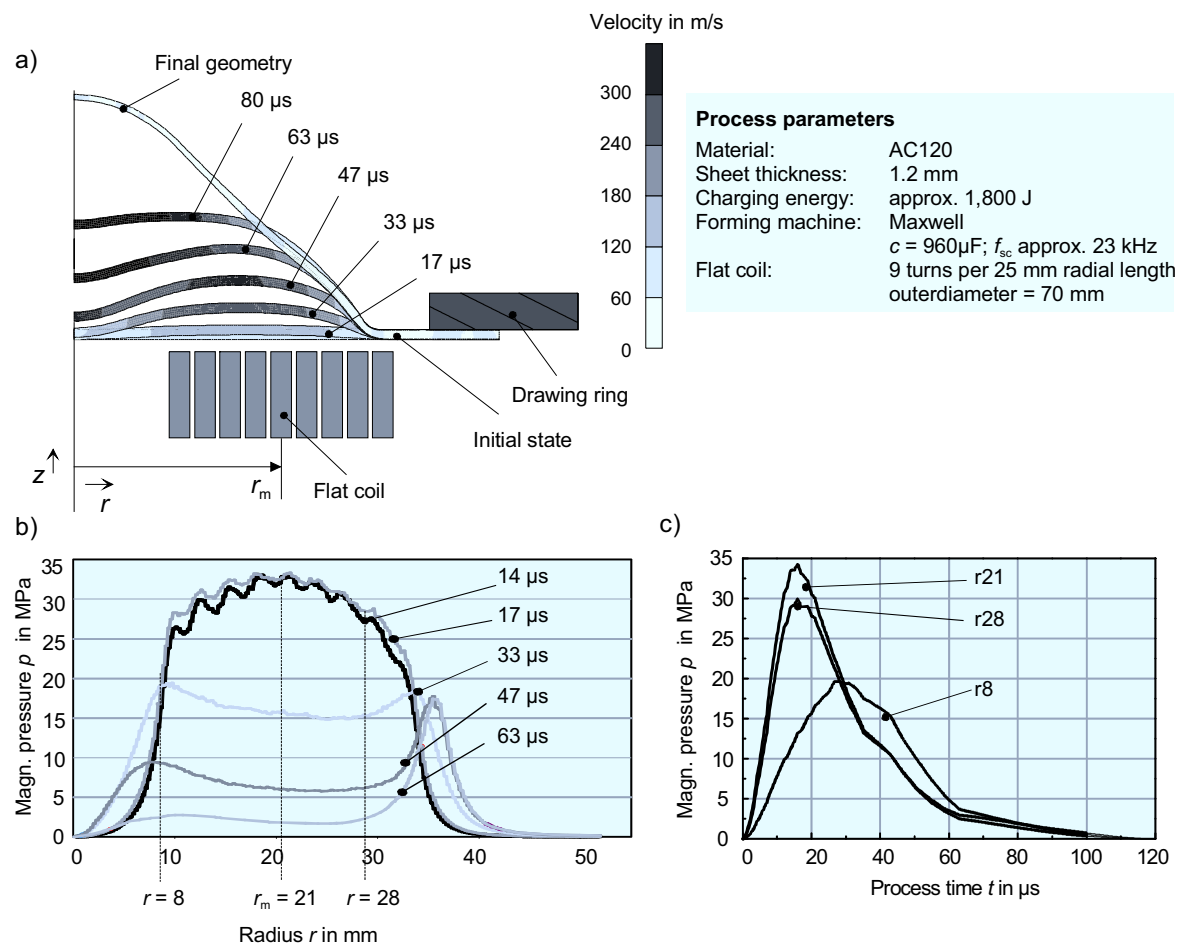 Velocity in m/s
a)
Final geometry
80 µs
63 µs
47 µs
33 µs
17 µs
300
240
180
120
60
0
Process parameters
Material: AC120
Sheet thickness: 1.2 mm
Charging energy: approx. 1,800 J
Forming machine: Maxwell
c = 960µF; fsc approx. 23 kHz
Flat coil: 9 turns per 25 mm radial length
outerdiameter = 70 mm
Drawing ring
Initial state
Flat coil
z
r
rm
b)
Magn. pressure p in MPa
35
30
25
20
15
10
5
0
14 µs
17 µs
33 µs
47 µs
63 µs
0 10 20 30 40 50
r = 8 rm = 21 r = 28
Radius r in mm
c)
Magn. pressure p in MPa
35
30
25
20
15
10
5
0
r21
r28
r8
0 20 40 60 80 100 120
Process time t in µs